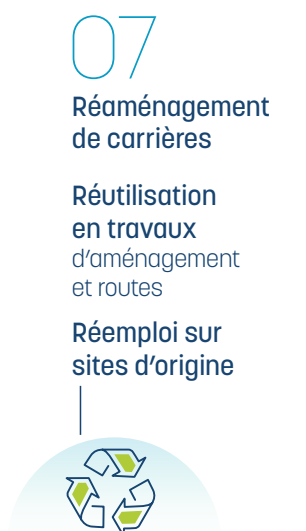 07
Réaménagement
de carrières
Réutilisation
en travaux
d’aménagement
et routes
Réemploi sur
sites d’origine